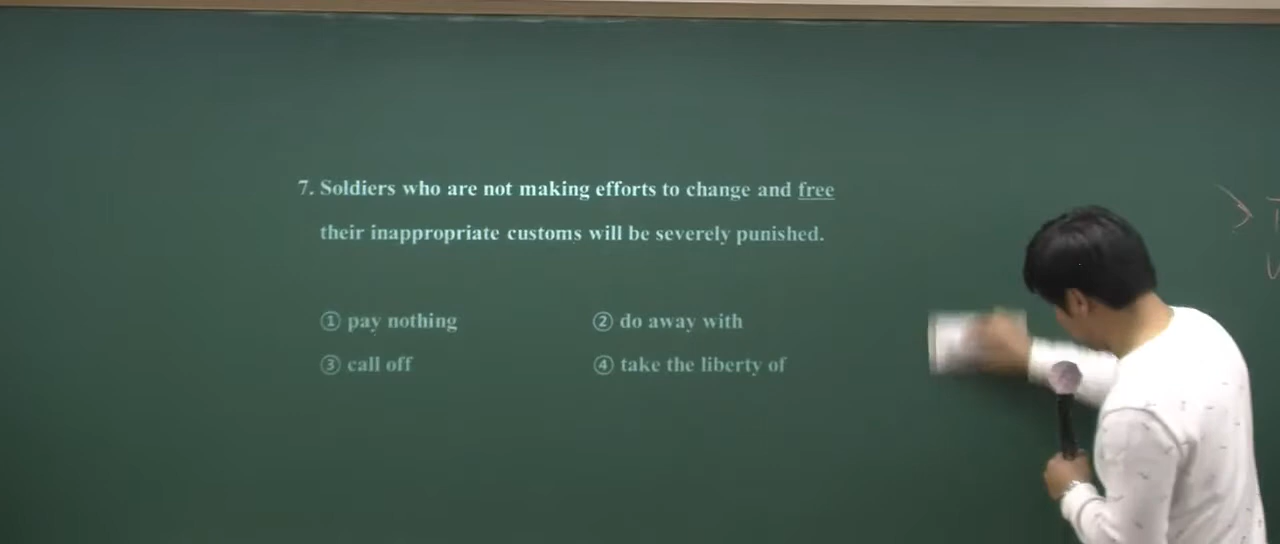 7. Soldiers who are not making efforts to change and free
their inappropriate customs will be severely punished.
① pay nothing ② do away with
③ call off ④ take the liberty of